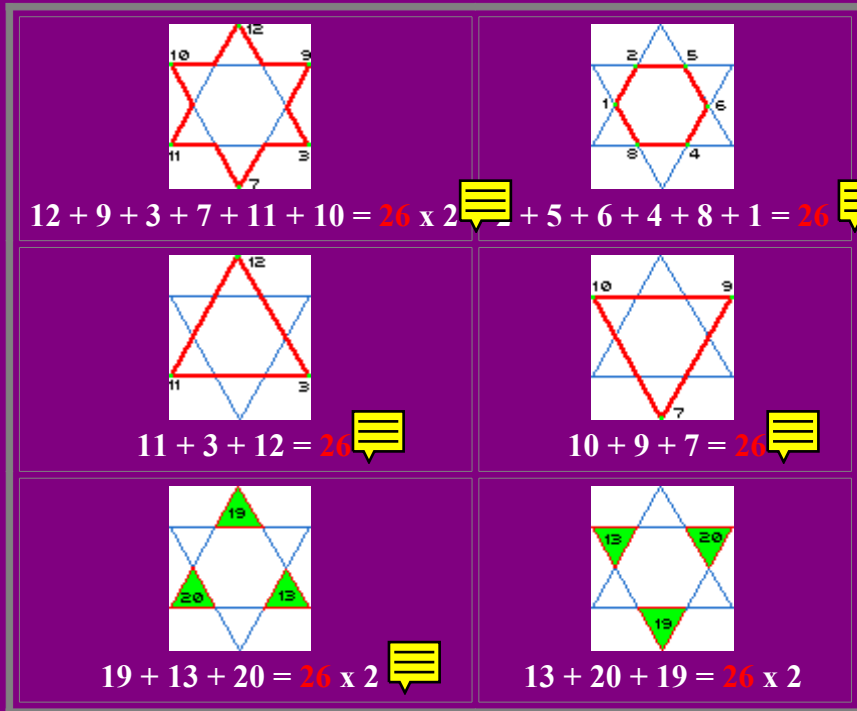 12
10 9
11 3
7
12 + 9 + 3 + 7 + 11 + 10 = 26 x 2
2 5
1 6
8 4
+ 5 + 6 + 4 + 8 + 1 = 26
12
11 3
11 + 3 + 12 = 26
10 9
7
10 + 9 + 7 = 26
19
20 13
19 + 13 + 20 = 26 x 2
13 20
19
13 + 20 + 19 = 26 x 2